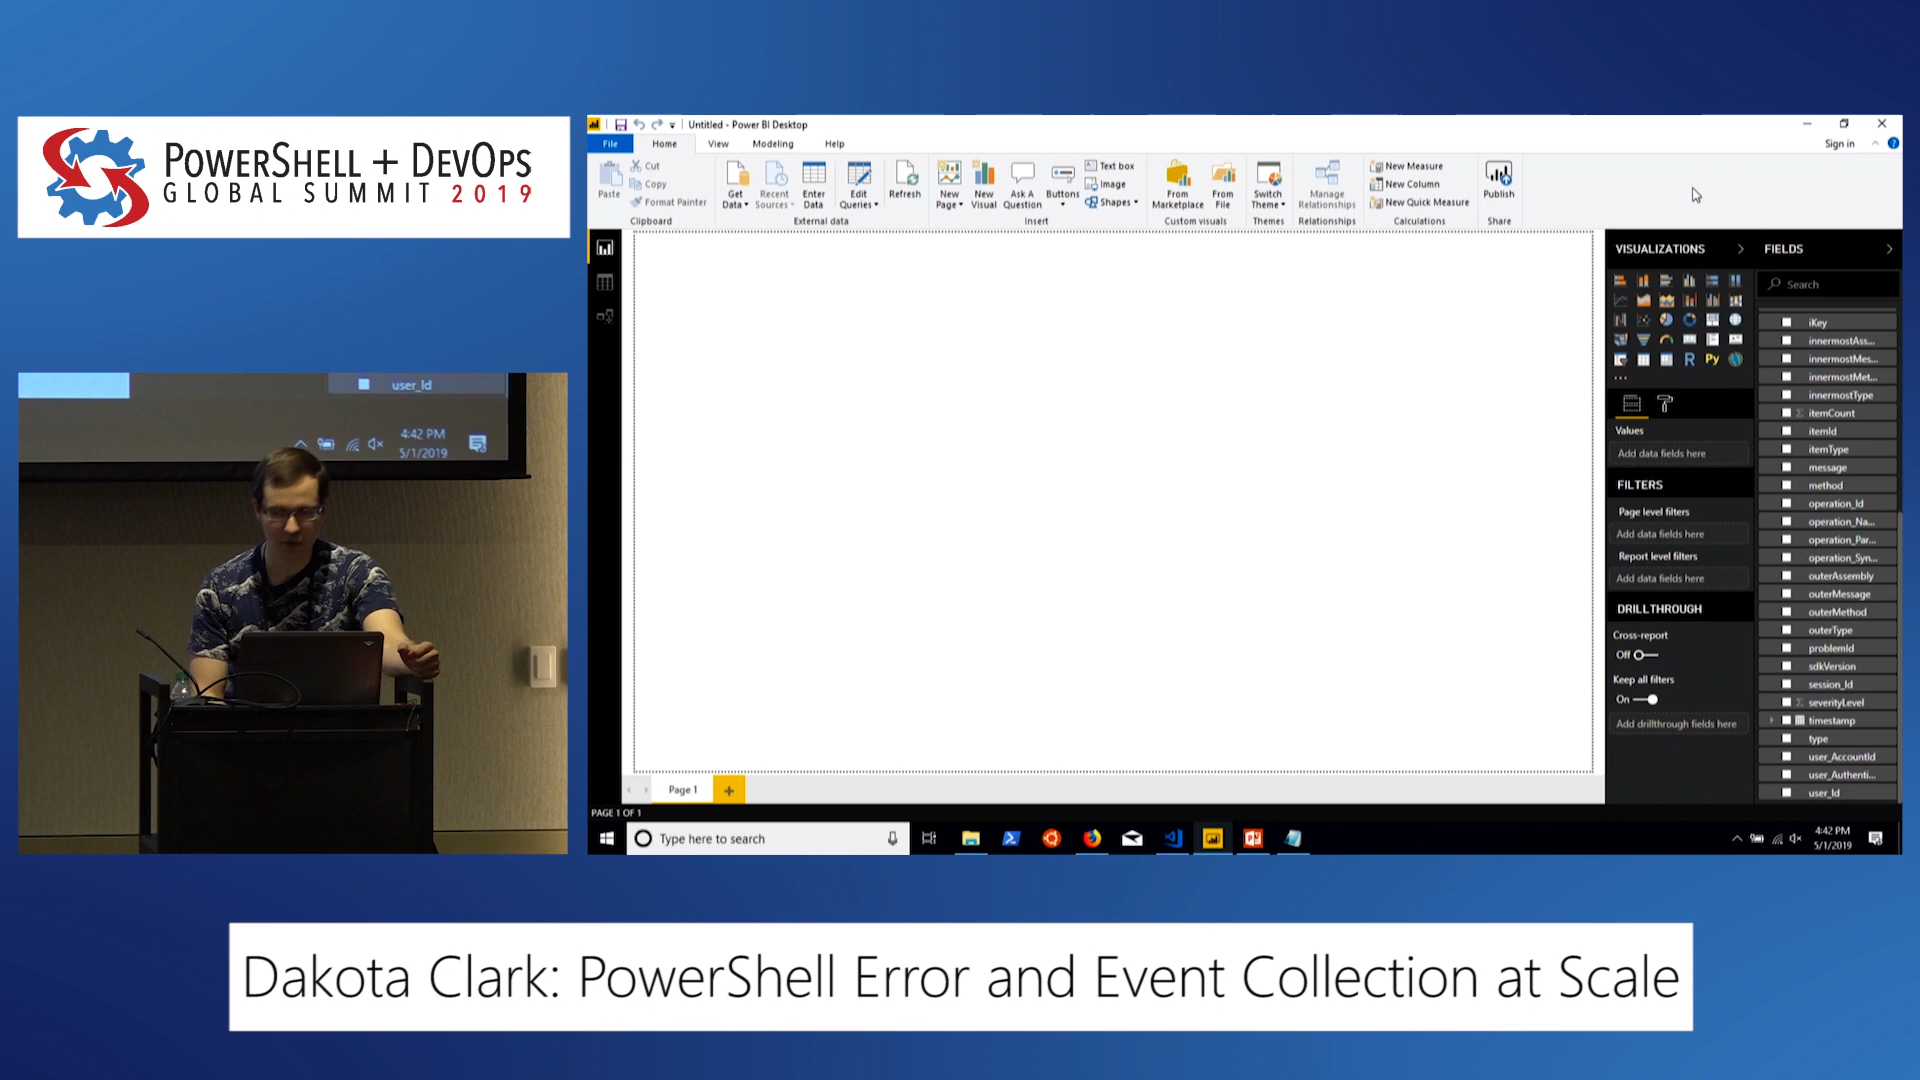 POWERSHELL + DEVOPS
GLOBAL SUMMIT 2019
user_Id
4:42 PM
5/1/2019
Untitled - Power BI Desktop
File Home View Modeling Help
Sign in
Paste
Cut
Copy
Format Painter
Clipboard
Get Data
Recent Sources
Enter Data
Edit Queries
Refresh
External data
New Page
New Visual
Ask A Question
Buttons
Text box
Image
Shapes
Insert
From Marketplace
From File
Custom visuals
Switch Theme
Themes
Manage Relationships
Relationships
New Measure
New Column
New Quick Measure
Calculations
Publish
Share
VISUALIZATIONS
R Py
Values
Add data fields here
FILTERS
Page level filters
Add data fields here
Report level filters
Add data fields here
DRILLTHROUGH
Cross-report
Off
Keep all filters
On
Add drillthrough fields here
FIELDS
Search
iKey
innermostAss...
innermostMes...
innermostMet...
innermostType
itemCount
itemId
itemType
message
method
operation_Id
operation_Na...
operation_Par...
operation_Syn...
outerAssembly
outerMessage
outerMethod
outerType
problemId
sdkVersion
session_Id
severityLevel
timestamp
type
user_AccountId
user_Authenti...
user_Id
Page 1
PAGE 1 OF 1
Type here to search
4:42 PM
5/1/2019
Dakota Clark: PowerShell Error and Event Collection at Scale